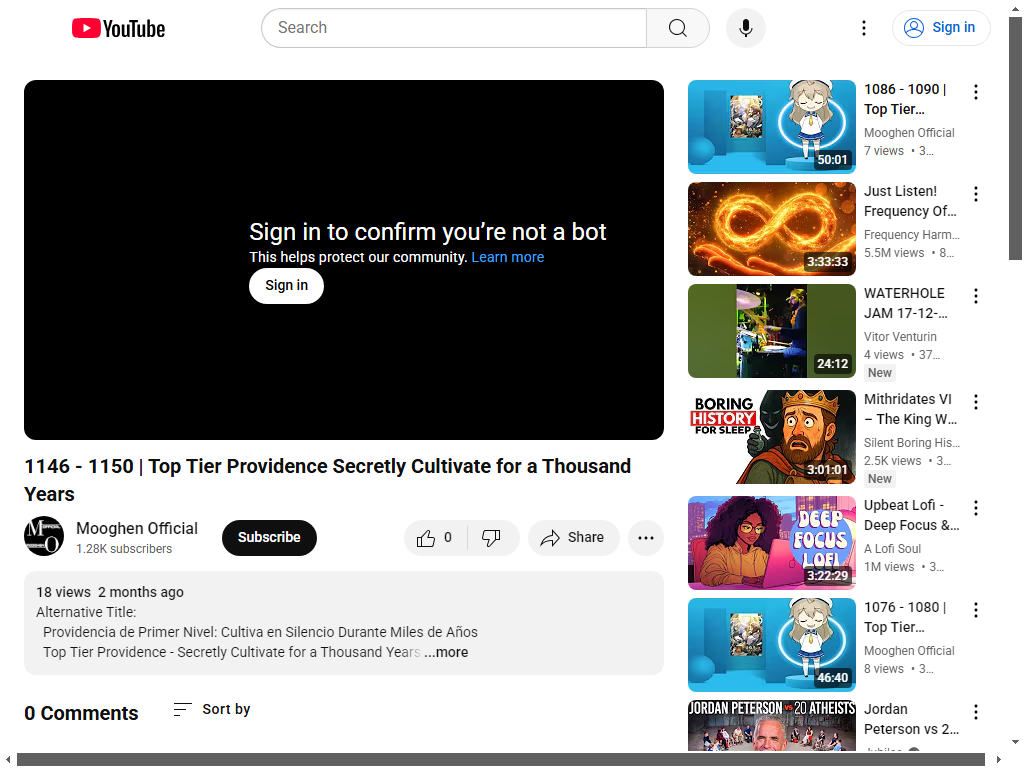 YouTube
Search
Sign in
Sign in to confirm you're not a bot
This helps protect our community. Learn more
Sign in
1146 - 1150 | Top Tier Providence Secretly Cultivate for a Thousand
Years
Mooghen Official
1.28K subscribers
Subscribe
0
Share
18 views 2 months ago
Alternative Title:
Providencia de Primer Nivel: Cultiva en Silencio Durante Miles de Años
Top Tier Providence - Secretly Cultivate for a Thousand Years ...more
0 Comments
Sort by
50:01
1086 - 1090 |
Top Tier...
Mooghen Official
7 views • 3...
3:33:33
Just Listen!
Frequency Of...
Frequency Harm...
5.5M views • 8...
24:12
WATERHOLE
JAM 17-12-...
Vitor Venturin
4 views • 37...
New
BORING
HISTORY
FOR SLEEP
3:01:01
Mithridates VI
– The King W...
Silent Boring His...
2.5K views • 3...
New
DEEP
FOCUS
LOFI
3:22:29
Upbeat Lofi -
Deep Focus &...
A Lofi Soul
1M views • 3...
46:40
1076 - 1080 |
Top Tier...
Mooghen Official
8 views • 3...
JORDAN PETERSON VS 20 ATHEISTS
Jordan
Peterson vs 2...